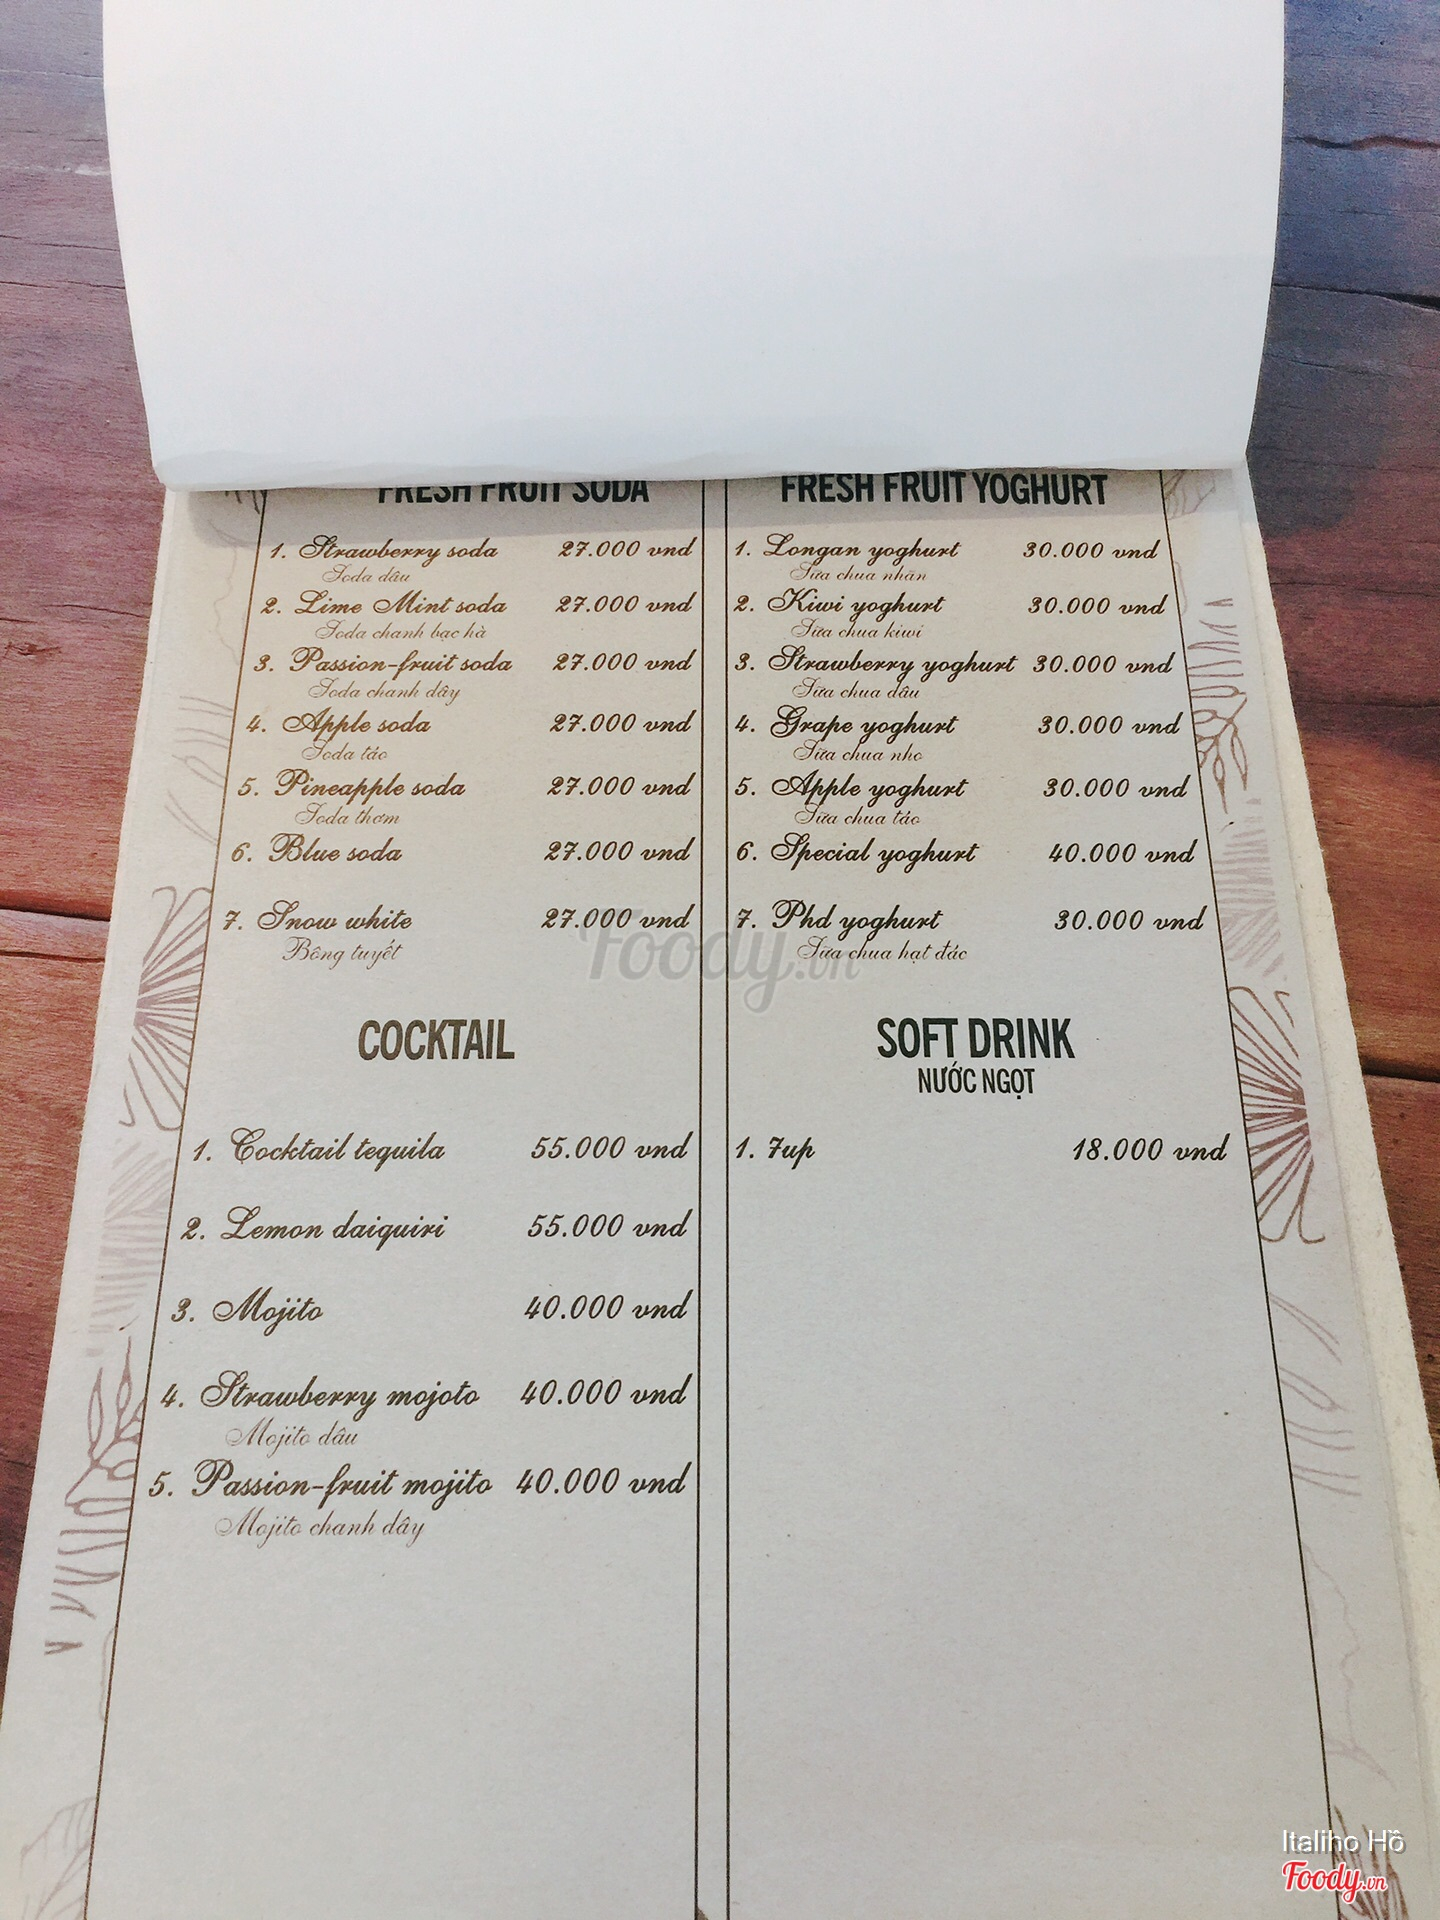 FRESH FRUIT SODA
1. Strawberry soda 27.000 vnd
Soda dâu
2. Lime Mint soda 27.000 vnd
Soda chanh bạc hà
3. Passion-fruit soda 27.000 vnd
Soda chanh dây
4. Apple soda 27.000 vnd
Soda táo
5. Pineapple soda 27.000 vnd
Soda thơm
6. Blue soda 27.000 vnd
7. Snow white 27.000 vnd
Bông tuyết
COCKTAIL
1. Cocktail tequila 55.000 vnd
2. Lemon daiquiri 55.000 vnd
3. Mojito 40.000 vnd
4. Strawberry mojoto 40.000 vnd
Mojito dâu
5. Passion-fruit mojito 40.000 vnd
Mojito chanh dây
FRESH FRUIT YOGHURT
1. Longan yoghurt 30.000 vnd
Sữa chua nhãn
2. Kiwi yoghurt 30.000 vnd
Sữa chua kiwi
3. Strawberry yoghurt 30.000 vnd
Sữa chua dâu
4. Grape yoghurt 30.000 vnd
Sữa chua nho
5. Apple yoghurt 30.000 vnd
Sữa chua táo
6. Special yoghurt 40.000 vnd
7. Phd yoghurt 30.000 vnd
Sữa chua hạt đác
SOFT DRINK
NƯỚC NGỌT
1. 7up 18.000 vnd
Foody.vn
Italiho Hồ
Foody.vn